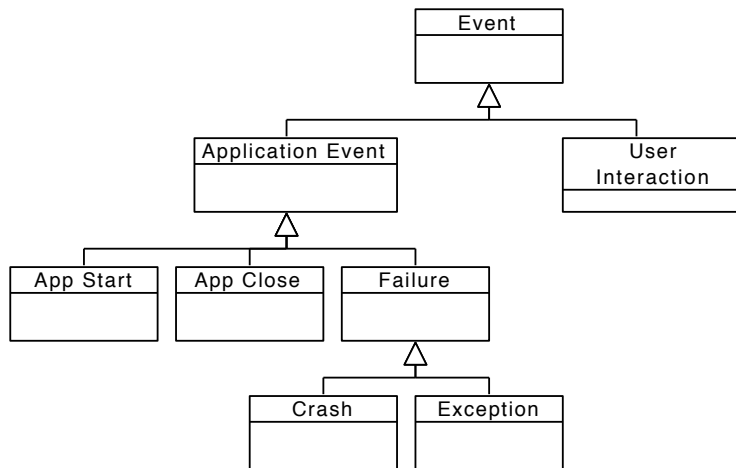 Event
Application Event
User
Interaction
App Start
App Close
Failure
Crash
Exception